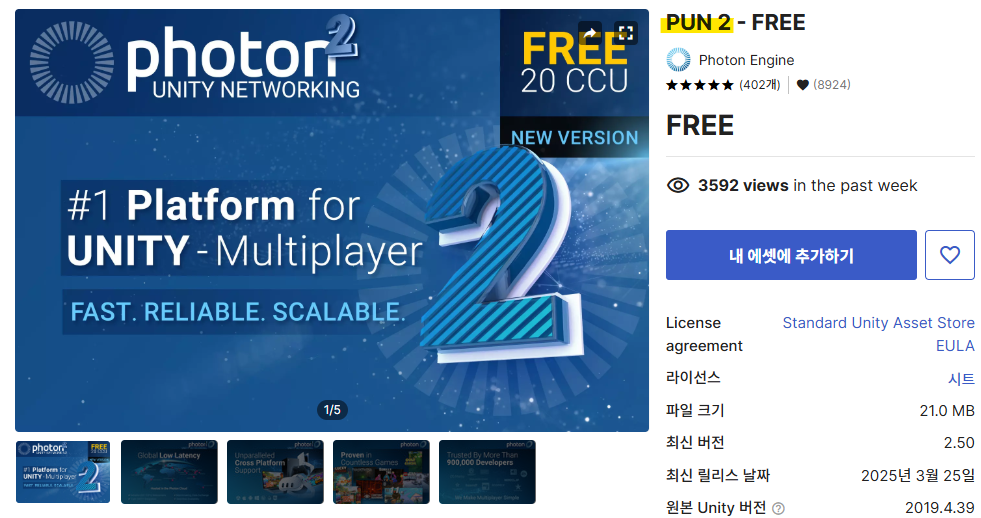 photon 2
UNITY NETWORKING
FREE
20 CCU
NEW VERSION
#1 Platform for
UNITY - Multiplayer
2
FAST. RELIABLE. SCALABLE.
1/5
photon
FREE
#1 Platform for
UNITY - Multiplayer
2
Global Low Latency
Unparalleled
Cross Platform
Support
Proven in
Countless Games
Trusted By More Than
900,000 Developers
PUN 2 - FREE
Photon Engine
★★★★★ (402개) (8924)
FREE
3592 views in the past week
내 에셋에 추가하기
License agreement Standard Unity Asset Store EULA
라이선스 시트
파일 크기 21.0 MB
최신 버전 2.50
최신 릴리스 날짜 2025년 3월 25일
원본 Unity 버전 ? 2019.4.39